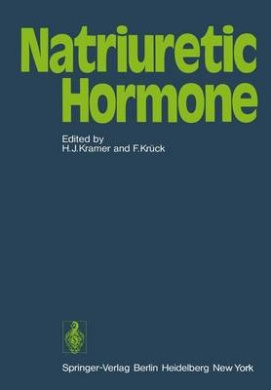 Natriuretic
Hormone
Edited by
H.J.Kramer and F.Krück
Springer-Verlag Berlin Heidelberg New York